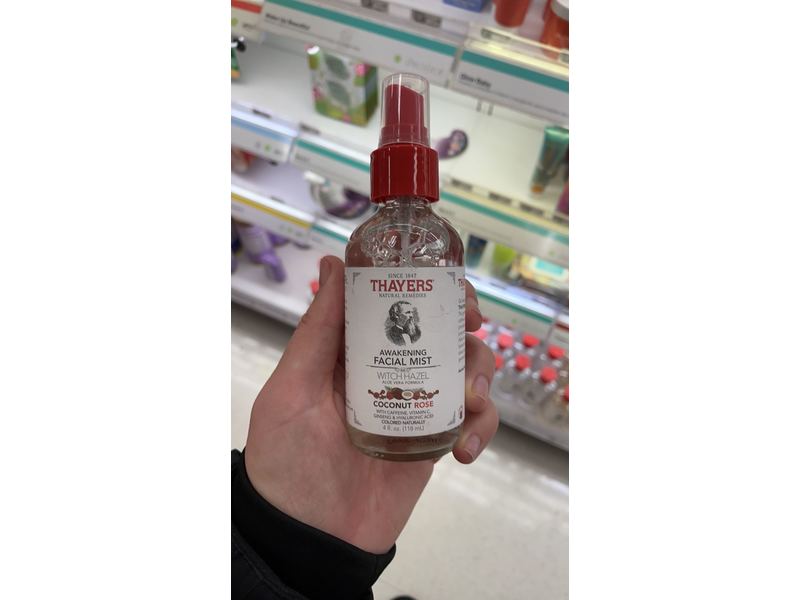 SINCE 1847
THAYERS
NATURAL REMEDIES
AWAKENING
FACIAL MIST
WITCH HAZEL
ALOE VERA FORMULA
COCONUT ROSE
WITH CAFFEINE, VITAMIN C,
GINSENG & HYALURONIC ACID
COLORED NATURALLY
4 fl. oz. (118 mL)